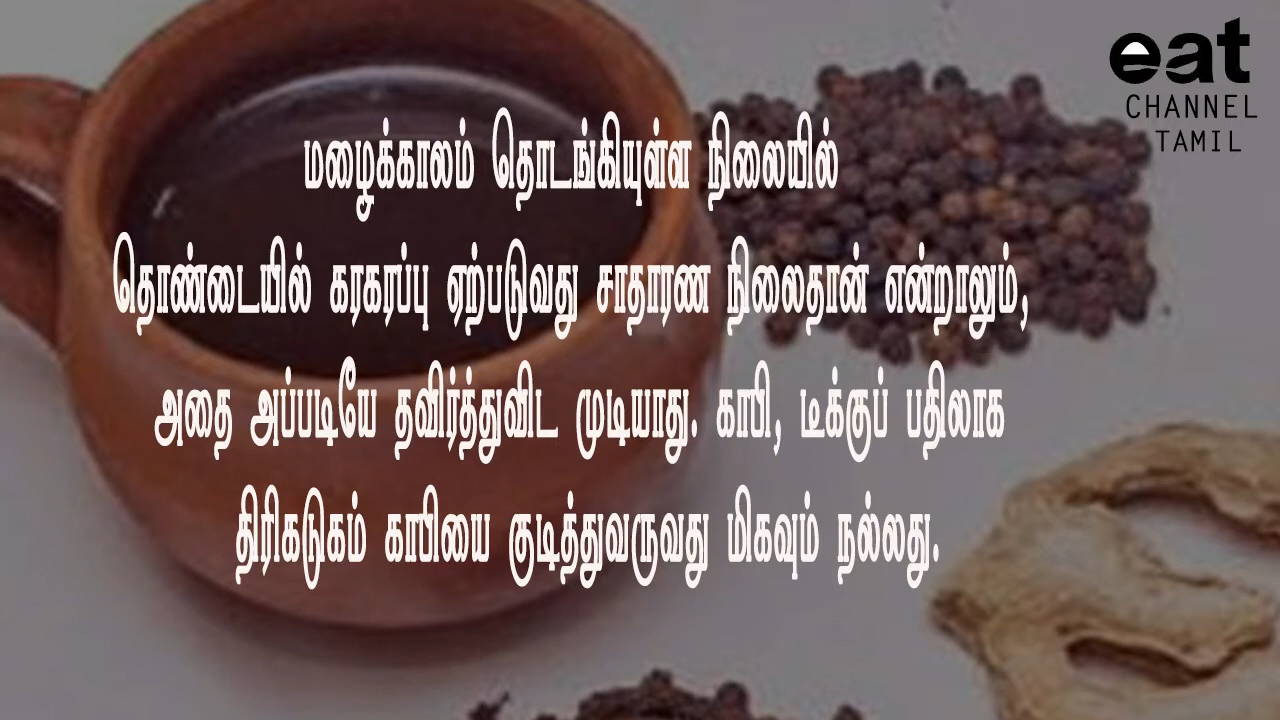 eat
CHANNEL
TAMIL
மழைக்காலம் தொடங்கியுள்ள நிலையில்
தொண்டையில் கரகரப்பு ஏற்படுவது சாதாரண நிலைதான் என்றாலும்,
அதை அப்படியே தவிர்த்துவிட முடியாது. காபி, டீக்குப் பதிலாக
திரிகடுகம் காபியை குடித்துவருவது மிகவும் நல்லது.